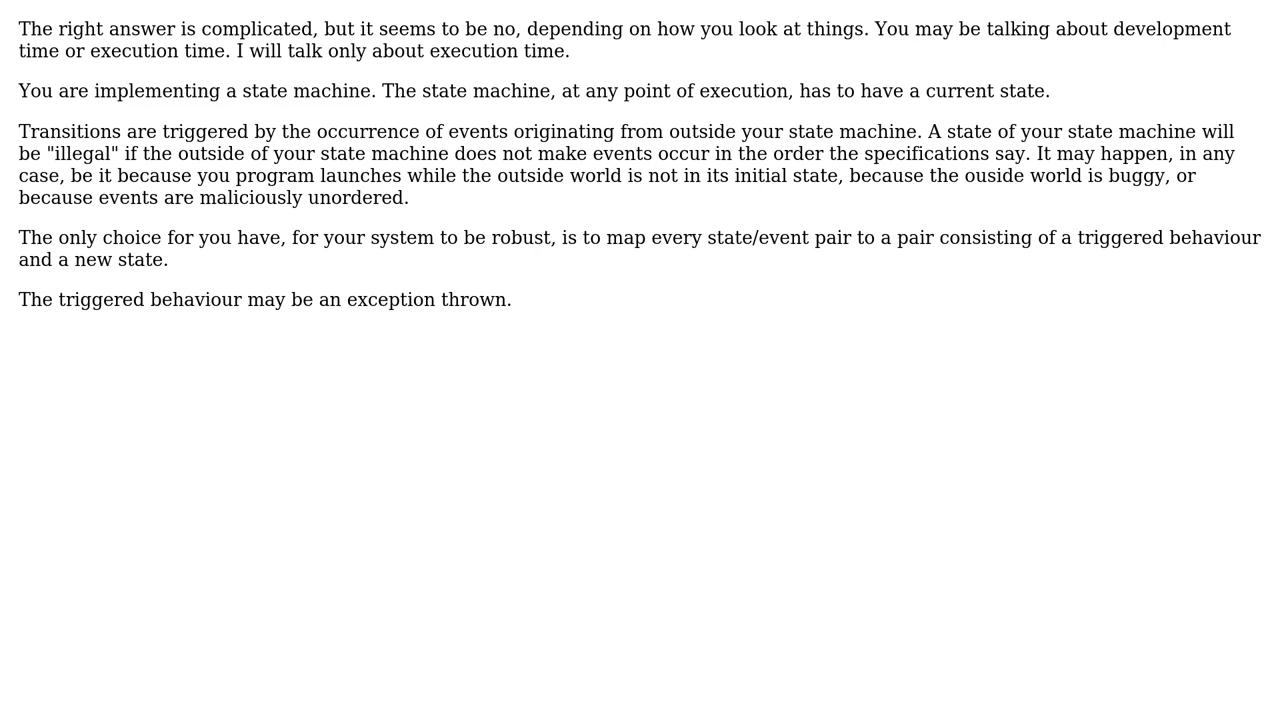 The right answer is complicated, but it seems to be no, depending on how you look at things. You may be talking about development
time or execution time. I will talk only about execution time.
You are implementing a state machine. The state machine, at any point of execution, has to have a current state.
Transitions are triggered by the occurrence of events originating from outside your state machine. A state of your state machine will
be "illegal" if the outside of your state machine does not make events occur in the order the specifications say. It may happen, in any
case, be it because you program launches while the outside world is not in its initial state, because the ouside world is buggy, or
because events are maliciously unordered.
The only choice for you have, for your system to be robust, is to map every state/event pair to a pair consisting of a triggered behaviour
and a new state.
The triggered behaviour may be an exception thrown.